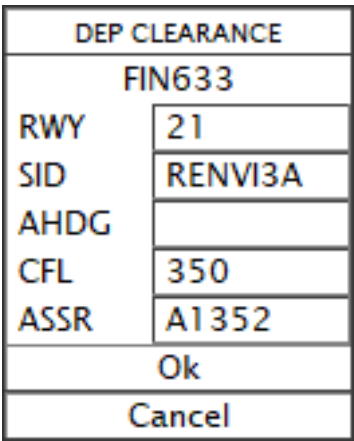 DEP CLEARANCE
FIN633
RWY 21
SID RENVI3A
AHDG
CFL 350
ASSR A1352
Ok
Cancel